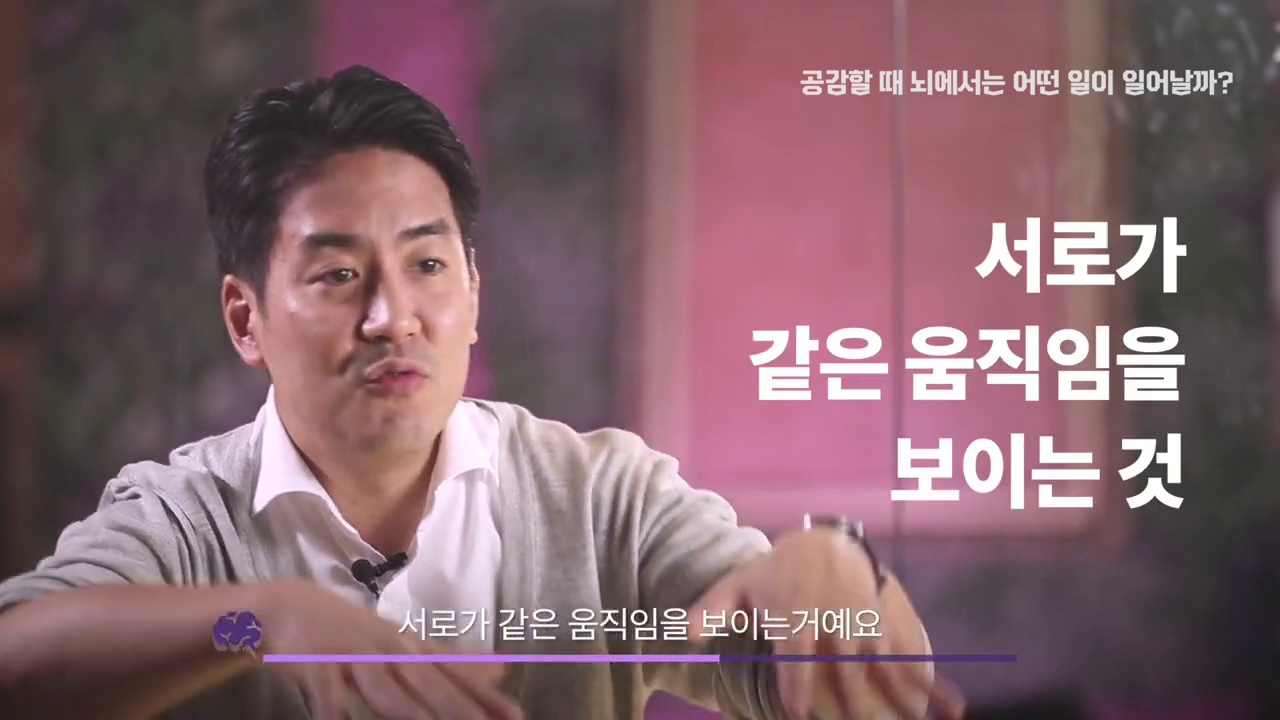 공감할 때 뇌에서는 어떤 일이 일어날까?
서로가
같은 움직임을
보이는 것
서로가 같은 움직임을 보이는거예요